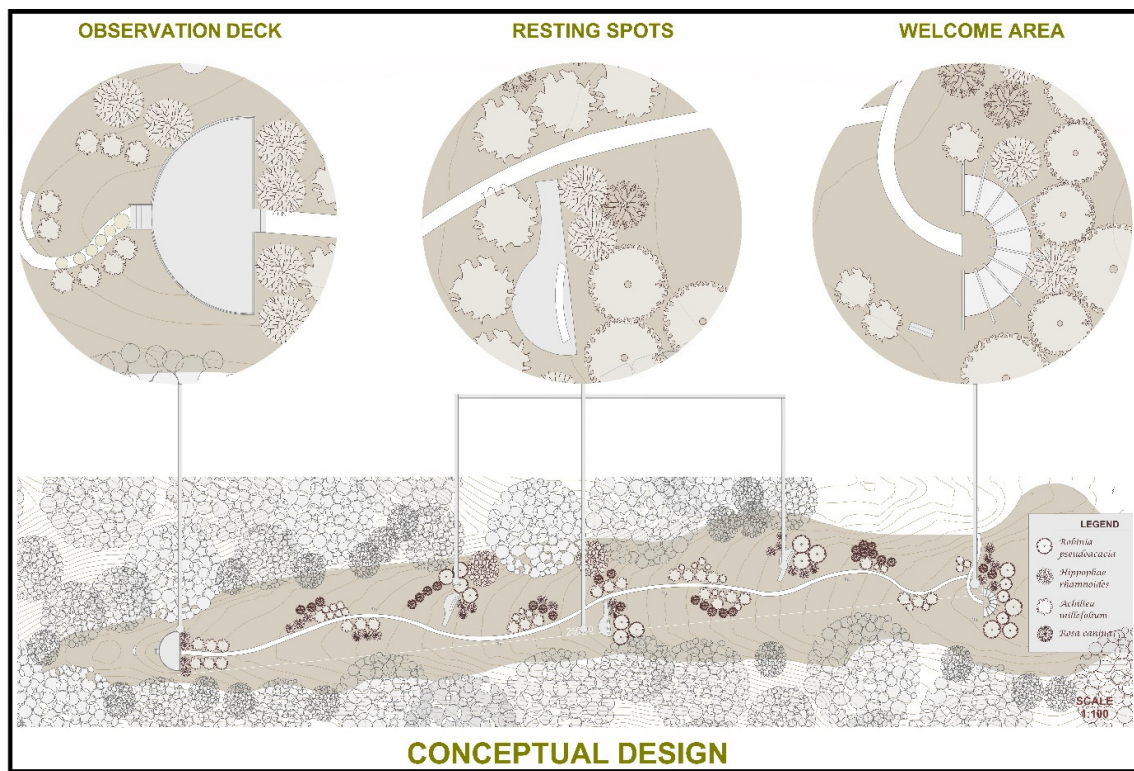 OBSERVATION DECK
RESTING SPOTS
WELCOME AREA
LEGEND
Robinia
pseudoacacia
Hippophae
rhamnoides
Achillea
millefolium
Rosa canina
SCALE
1:100
CONCEPTUAL DESIGN